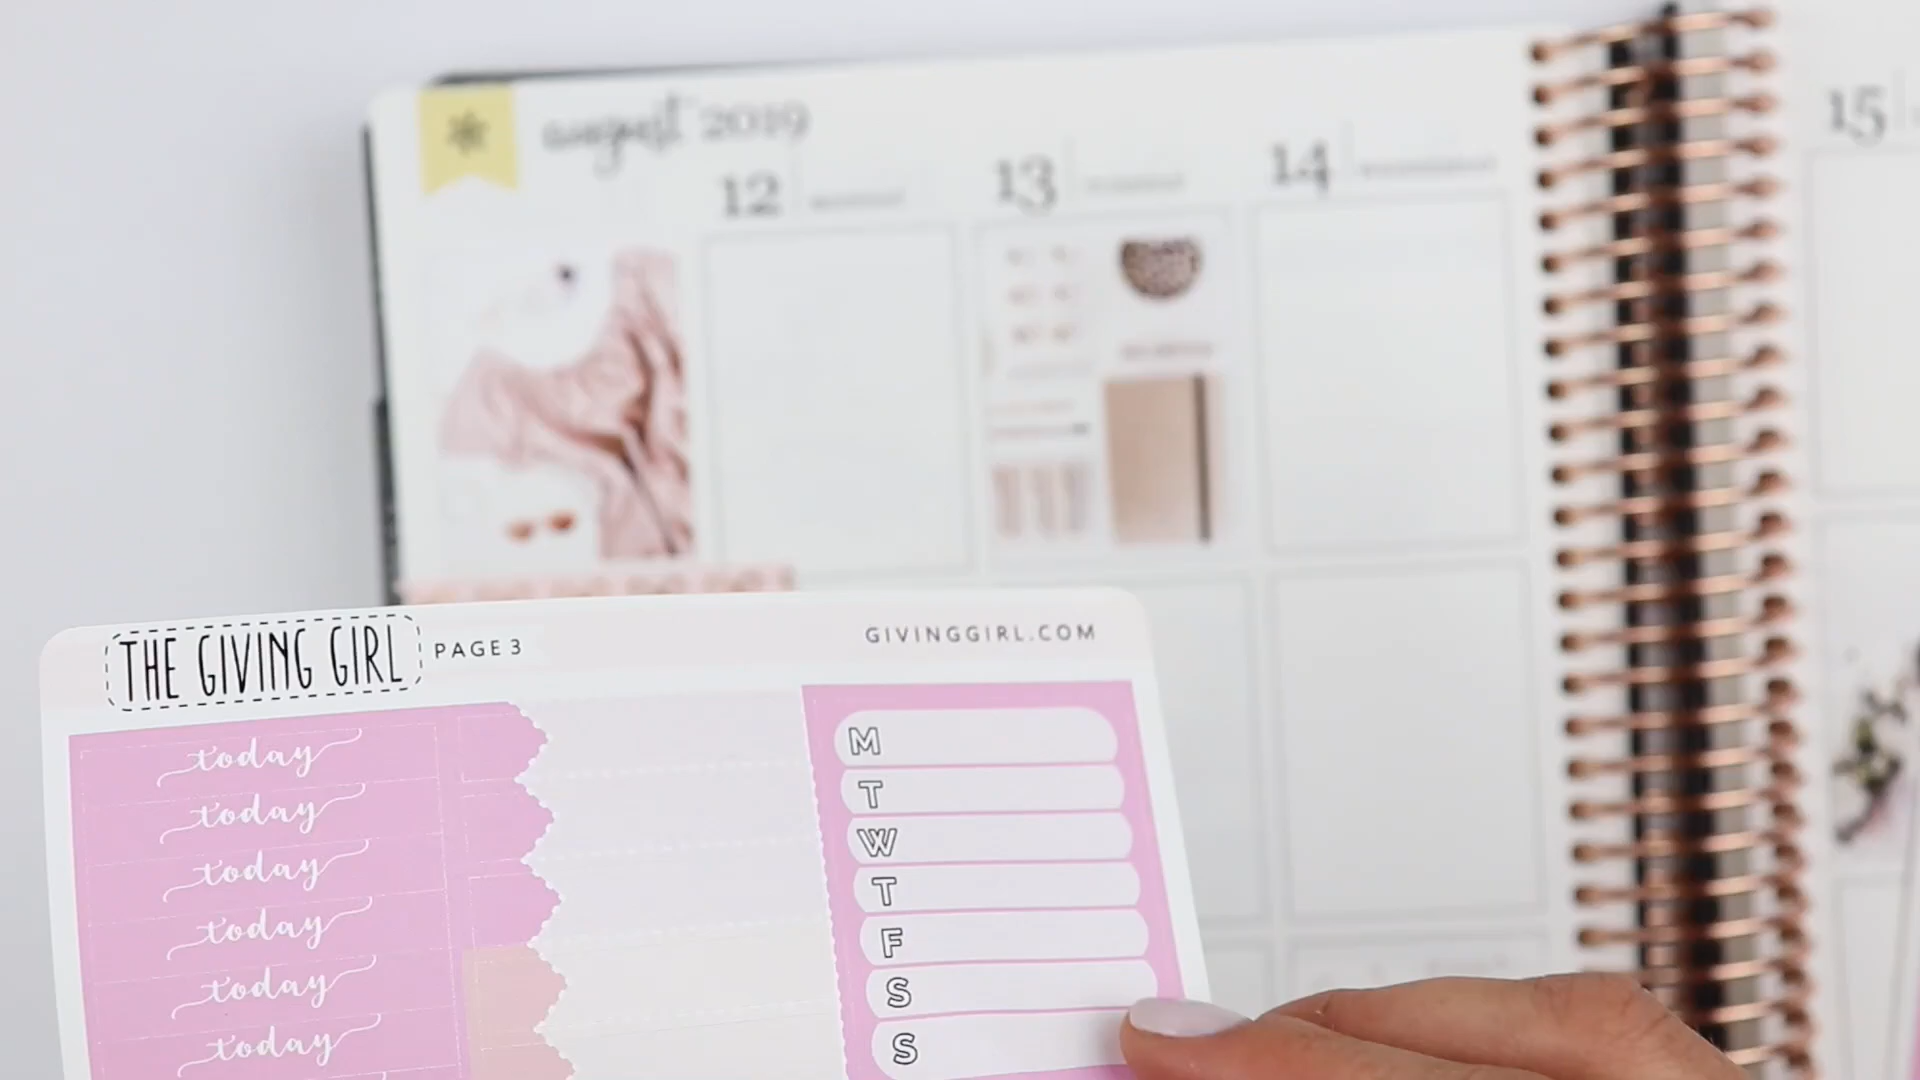 august 2019
12
13
14
15
THE GIVING GIRL PAGE 3
GIVINGGIRL.COM
today
today
today
today
today
today
M
T
W
T
F
S
S